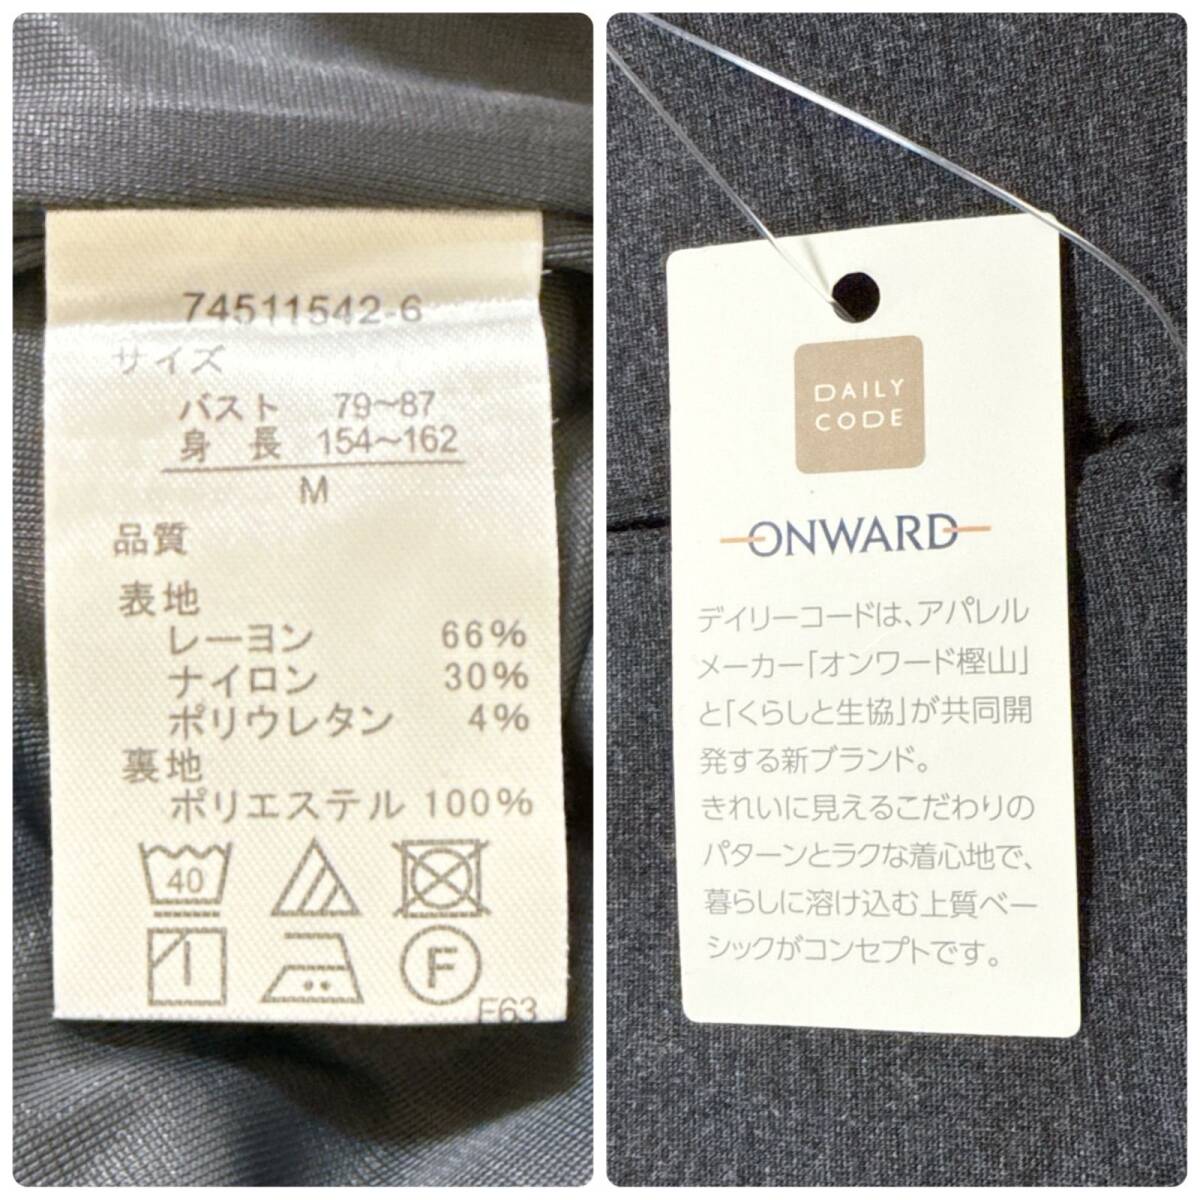 74511542-6
サイズ
バスト 79~87
身長 154~162
M
品質
表地
レーヨン 66%
ナイロン 30%
ポリウレタン 4%
裏地
ポリエステル 100%
40
F
F63
DAILY
CODE
ONWARD
デイリーコードは、アパレル
メーカー「オンワード樫山」
と「くらしと生協」が共同開
発する新ブランド。
きれいに見えるこだわりの
パターンとラクな着心地で、
暮らしに溶け込む上質ベー
シックがコンセプトです。